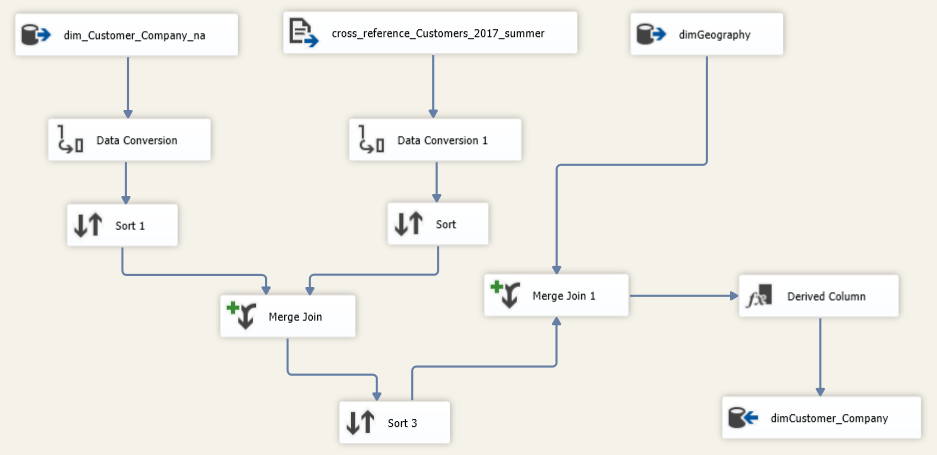 dim_Customer_Company_na
cross_reference_Customers_2017_summer
dimGeography
Data Conversion
Data Conversion 1
Sort 1
Sort
Merge Join
Merge Join 1
Derived Column
Sort 3
dimCustomer_Company